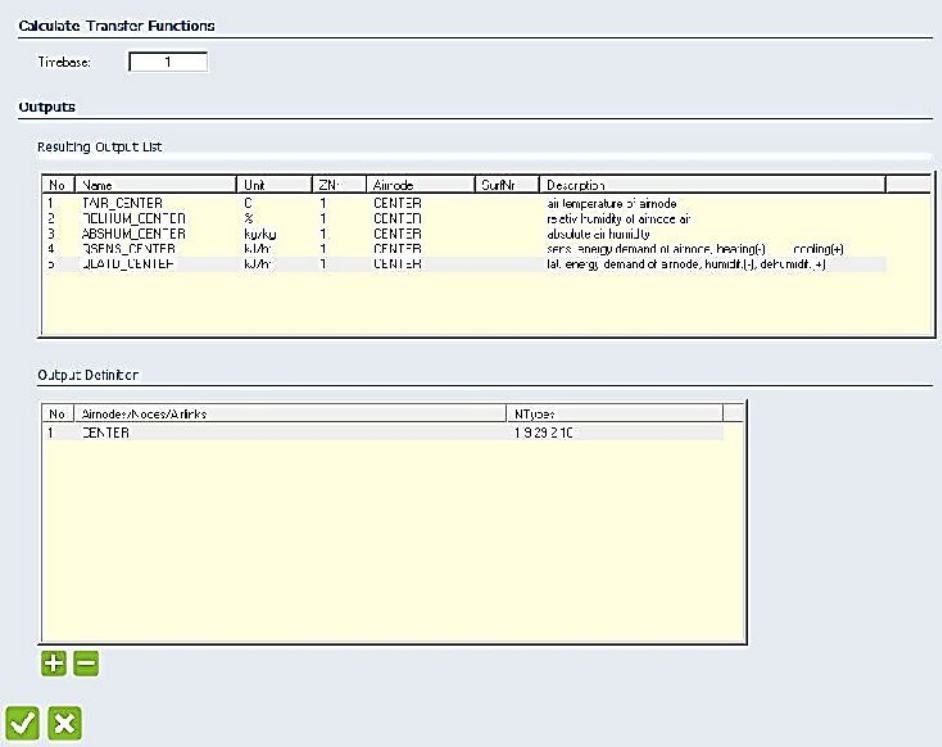 Calculate Transfer Functions
Timebase: 1
Outputs
Resulting Output List
No Name Unit ZNr Airnode SurfNr Description
1 TAIR_CENTER C 1 CENTER air temperature of airnode
2 RELHUM_CENTER % 1 CENTER relativ humidity of airnode air
3 ABSHUM_CENTER kg/kg 1 CENTER absolute air humidity
4 QSENS_CENTER kJ/hr 1 CENTER sens. energy demand of airnode, heating(-) cooling(+)
5 QLATD_CENTER kJ/hr 1 CENTER lat. energy demand of airnode, humidif.(-), dehumidif. (+)
Output Definition
No Airnodes/Nodes/Airlinks NTypes
1 CENTER 1 9 29 2 10